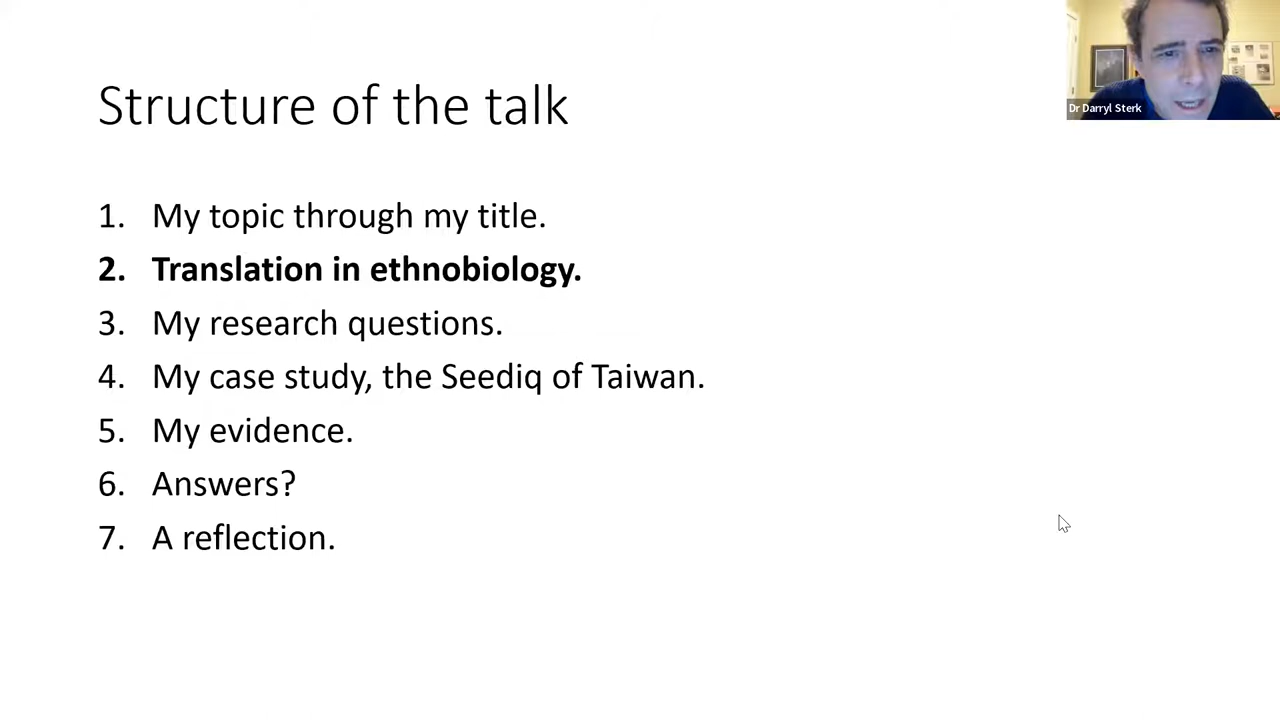 Structure of the talk
Dr Darryl Sterk
1. My topic through my title.
2. Translation in ethnobiology.
3. My research questions.
4. My case study, the Seediq of Taiwan.
5. My evidence.
6. Answers?
7. A reflection.